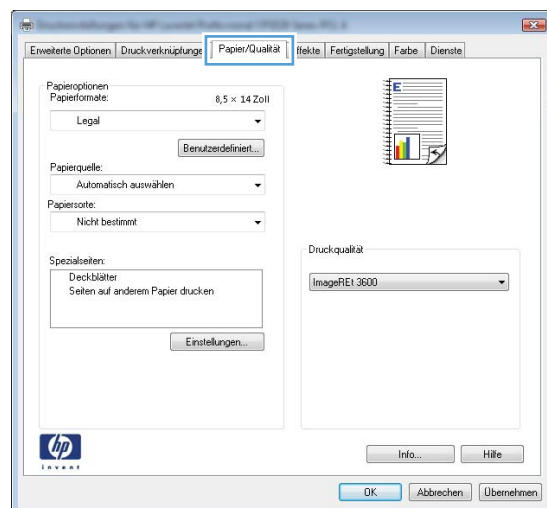 Erweiterte Optionen Druckverknüpfunge Papier/Qualität ffekte Fertigstellung Farbe Dienste
Papieroptionen
Papierformate: 8,5 × 14 Zoll
Legal
Benutzerdefiniert...
Papierquelle:
Automatisch auswählen
Papiersorte:
Nicht bestimmt
Spezialseiten:
Deckblätter
Seiten auf anderem Papier drucken
Einstellungen...
E
Druckqualität
ImageREt 3600
hp
invent
Info... Hilfe
OK Abbrechen Übernehmen